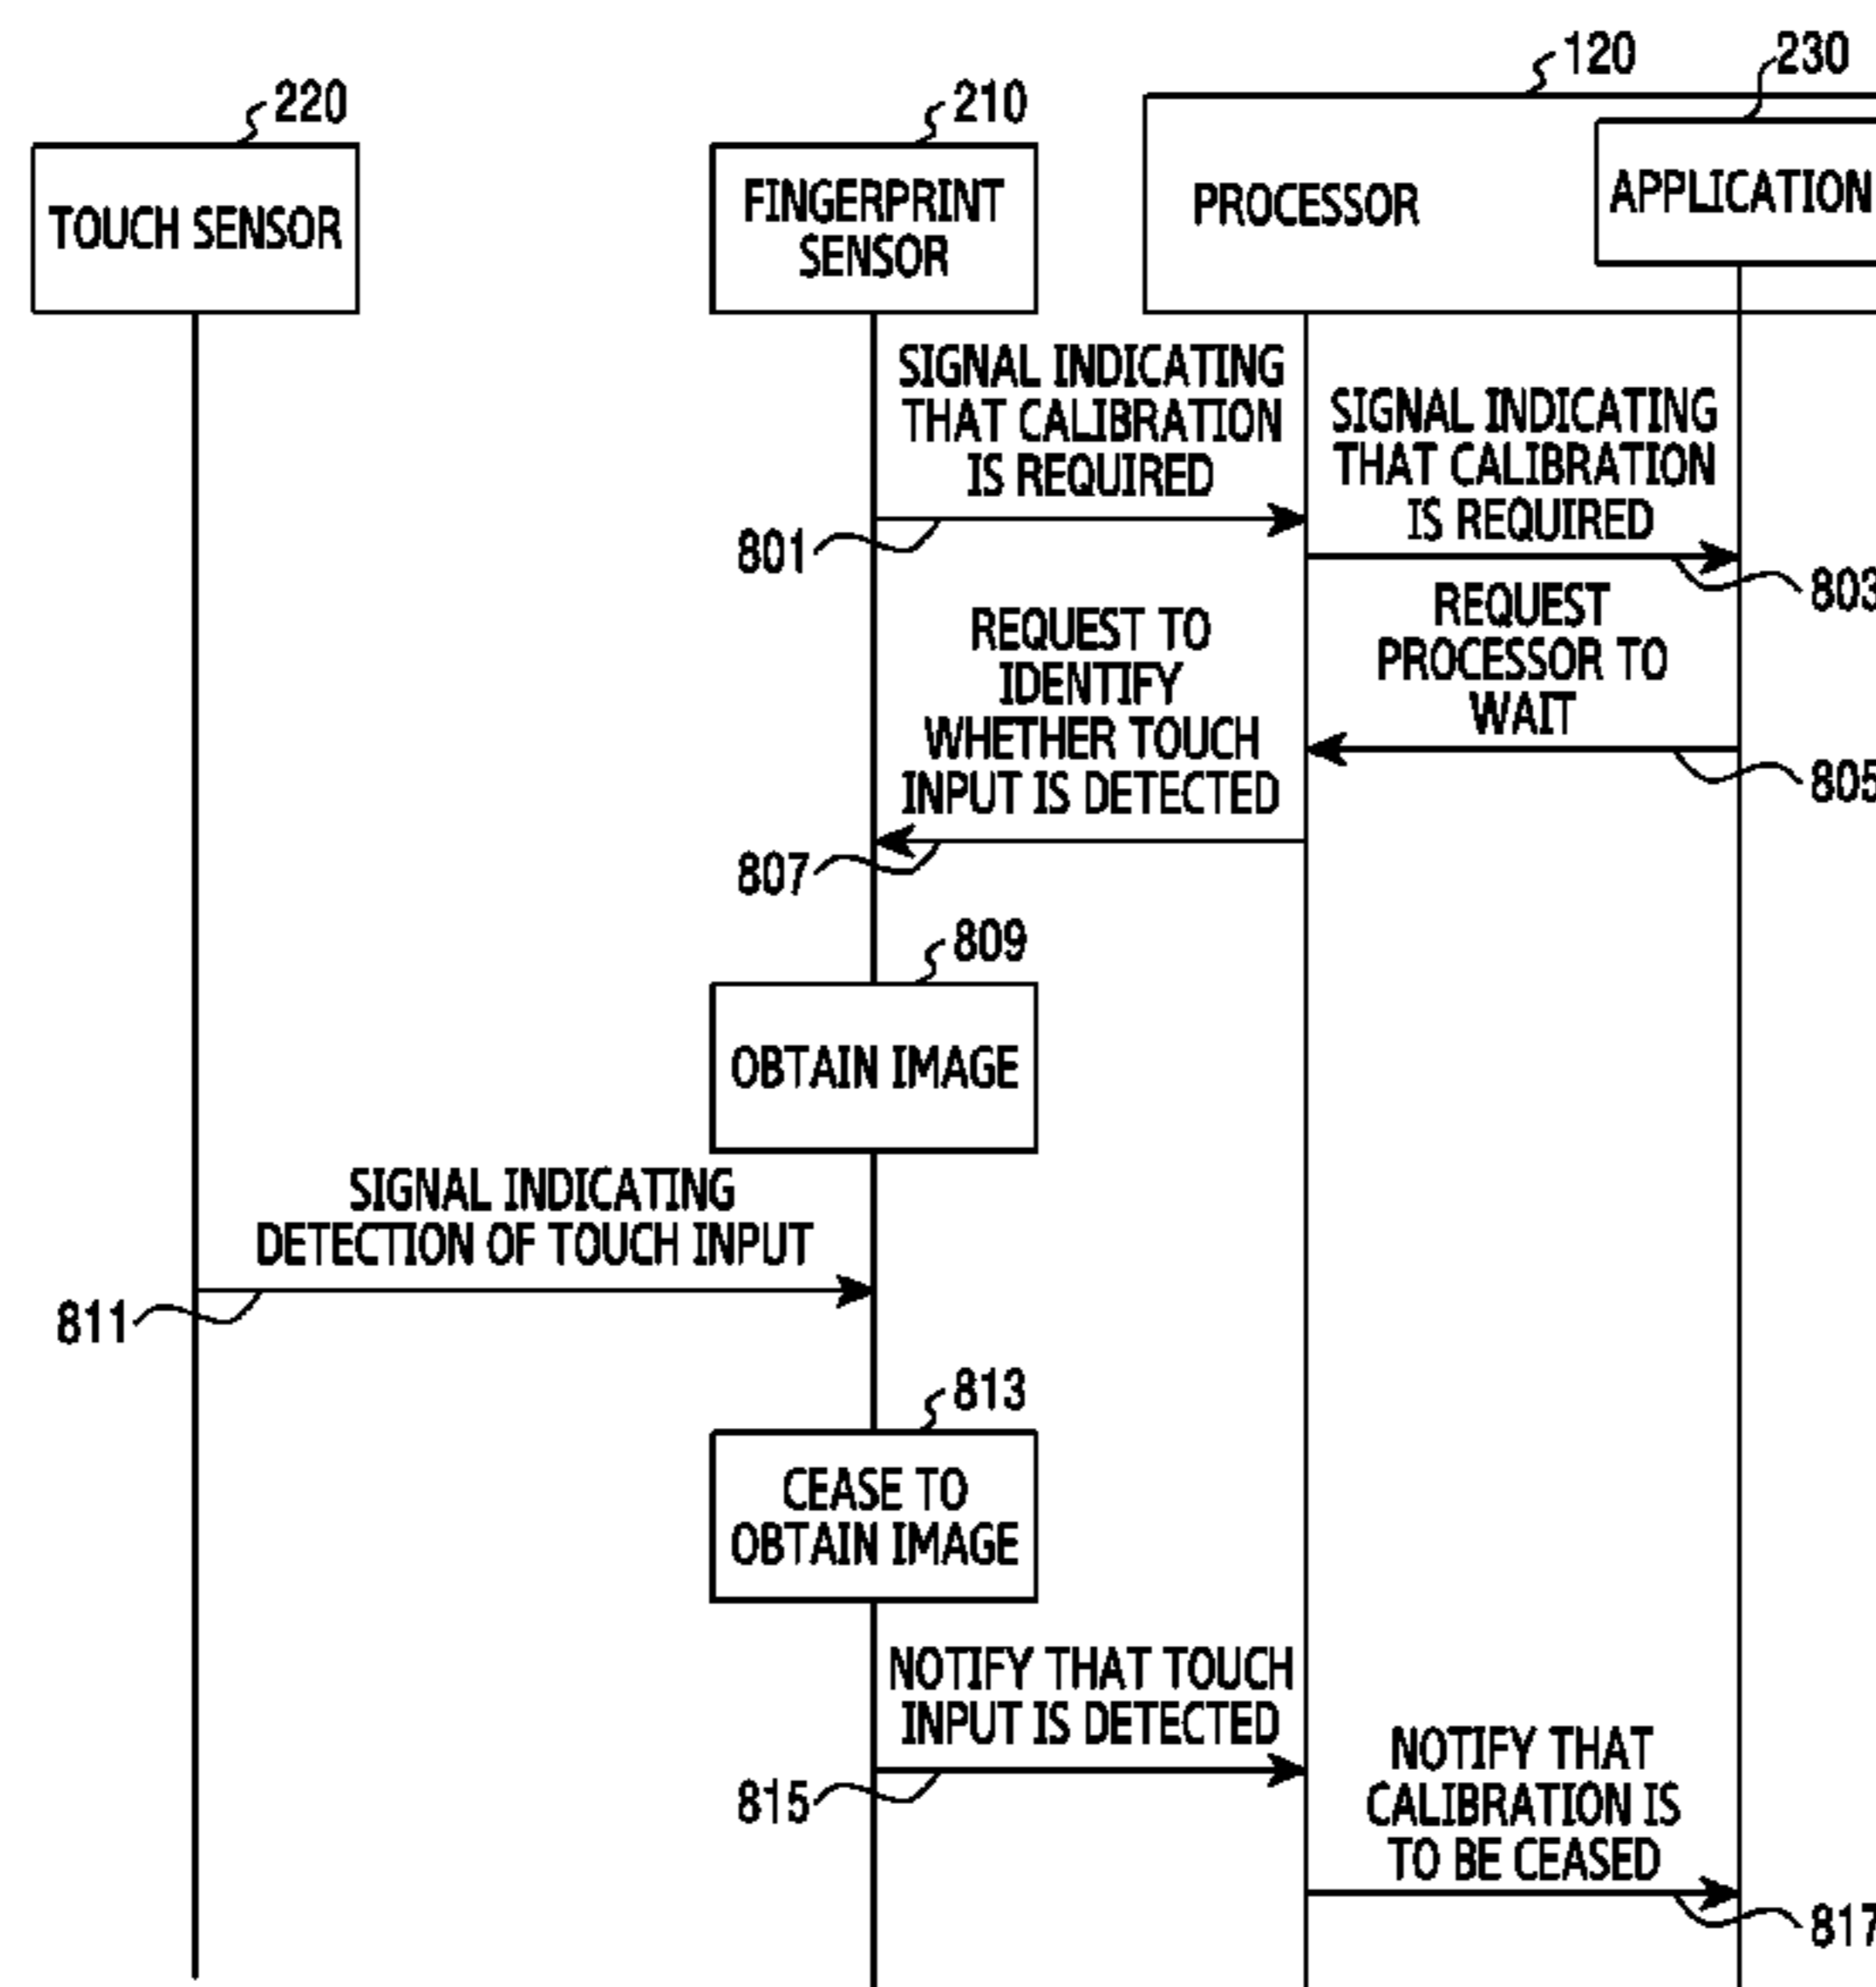 120
230
220
210
TOUCH SENSOR
FINGERPRINT
SENSOR
PROCESSOR
APPLICATION
SIGNAL INDICATING
THAT CALIBRATION
IS REQUIRED
801
SIGNAL INDICATING
THAT CALIBRATION
IS REQUIRED
803
REQUEST
PROCESSOR TO
WAIT
805
REQUEST TO
IDENTIFY
WHETHER TOUCH
INPUT IS DETECTED
807
809
OBTAIN IMAGE
SIGNAL INDICATING
DETECTION OF TOUCH INPUT
811
813
CEASE TO
OBTAIN IMAGE
NOTIFY THAT TOUCH
INPUT IS DETECTED
815
NOTIFY THAT
CALIBRATION IS
TO BE CEASED
817